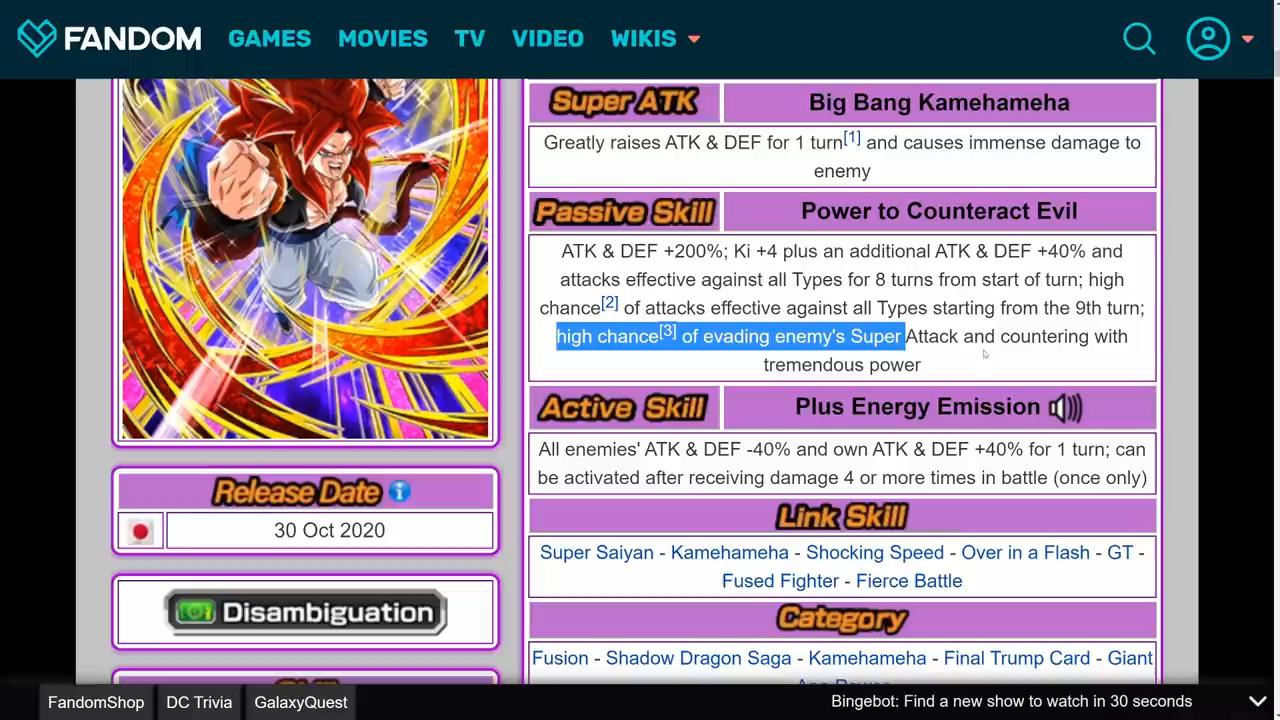 FANDOM GAMES MOVIES TV VIDEO WIKIS
Super ATK Big Bang Kamehameha
Greatly raises ATK & DEF for 1 turn[1] and causes immense damage to
enemy
Passive Skill Power to Counteract Evil
ATK & DEF +200%; Ki +4 plus an additional ATK & DEF +40% and
attacks effective against all Types for 8 turns from start of turn; high
chance[2] of attacks effective against all Types starting from the 9th turn;
high chance[3] of evading enemy's Super Attack and countering with
tremendous power
Active Skill Plus Energy Emission
All enemies' ATK & DEF -40% and own ATK & DEF +40% for 1 turn; can
be activated after receiving damage 4 or more times in battle (once only)
Release Date
30 Oct 2020
Disambiguation
Link Skill
Super Saiyan - Kamehameha - Shocking Speed - Over in a Flash - GT -
Fused Fighter - Fierce Battle
Category
Fusion - Shadow Dragon Saga - Kamehameha - Final Trump Card - Giant
FandomShop DC Trivia GalaxyQuest Bingebot: Find a new show to watch in 30 seconds